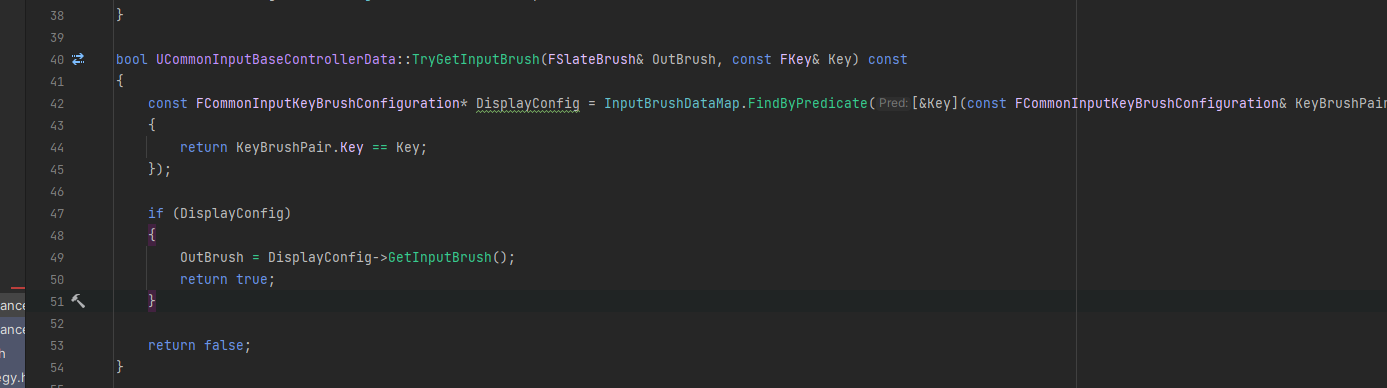 38 }
39
40 bool UCommonInputBaseControllerData::TryGetInputBrush(FSlateBrush& OutBrush, const FKey& Key) const
41 {
42 const FCommonInputKeyBrushConfiguration* DisplayConfig = InputBrushDataMap.FindByPredicate( Pred: [&Key](const FCommonInputKeyBrushConfiguration& KeyBrushPair
43 {
44 return KeyBrushPair.Key == Key;
45 });
46
47 if (DisplayConfig)
48 {
49 OutBrush = DisplayConfig->GetInputBrush();
50 return true;
ance
51 }
ance
52
h
53 return false;
egy.h
54 }